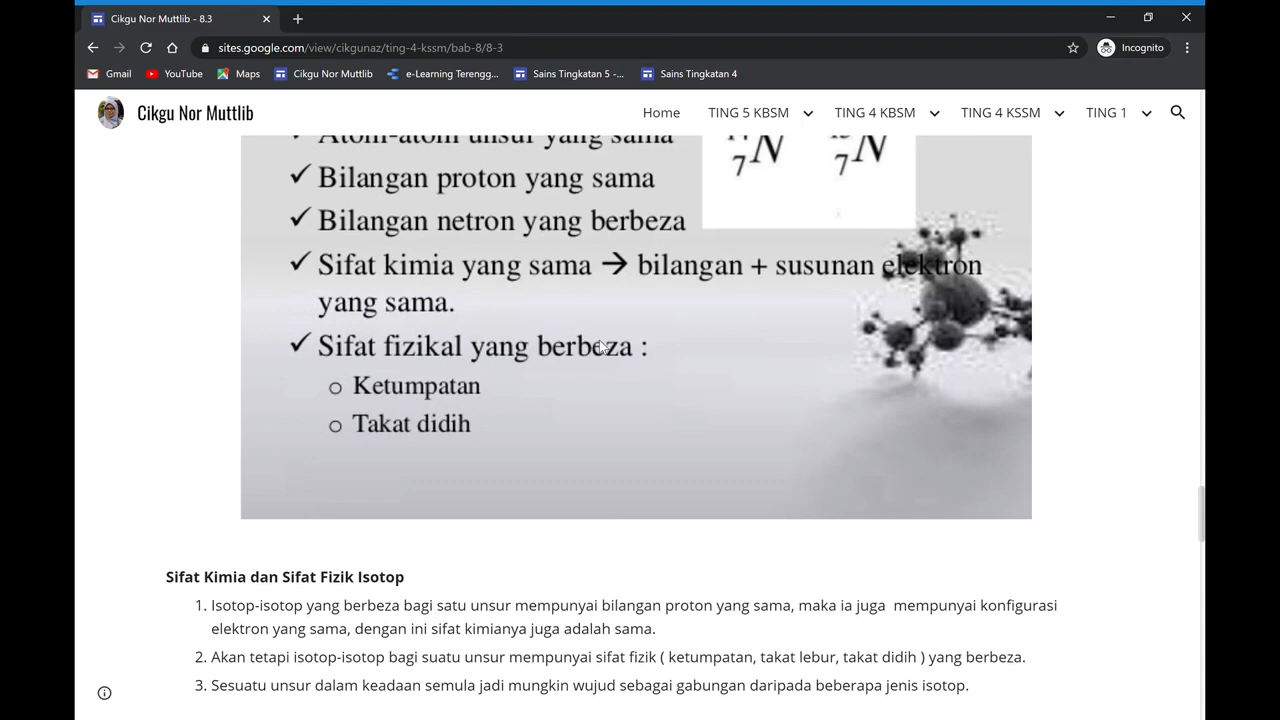 Cikgu Nor Muttlib - 8.3
sites.google.com/view/cikgunaz/ting-4-kssm/bab-8/8-3
Incognito
Gmail YouTube Maps Cikgu Nor Muttlib e-Learning Terengg... Sains Tingkatan 5 -... Sains Tingkatan 4
Cikgu Nor Muttlib Home TING 5 KBSM TING 4 KBSM TING 4 KSSM TING 1
Atom-atom unsur yang sama
7N 7N
✓ Bilangan proton yang sama
✓ Bilangan netron yang berbeza
✓ Sifat kimia yang sama → bilangan + susunan elektron
yang sama.
✓ Sifat fizikal yang berbeza :
o Ketumpatan
o Takat didih
Sifat Kimia dan Sifat Fizik Isotop
1. Isotop-isotop yang berbeza bagi satu unsur mempunyai bilangan proton yang sama, maka ia juga mempunyai konfigurasi
elektron yang sama, dengan ini sifat kimianya juga adalah sama.
2. Akan tetapi isotop-isotop bagi suatu unsur mempunyai sifat fizik ( ketumpatan, takat lebur, takat didih ) yang berbeza.
3. Sesuatu unsur dalam keadaan semula jadi mungkin wujud sebagai gabungan daripada beberapa jenis isotop.